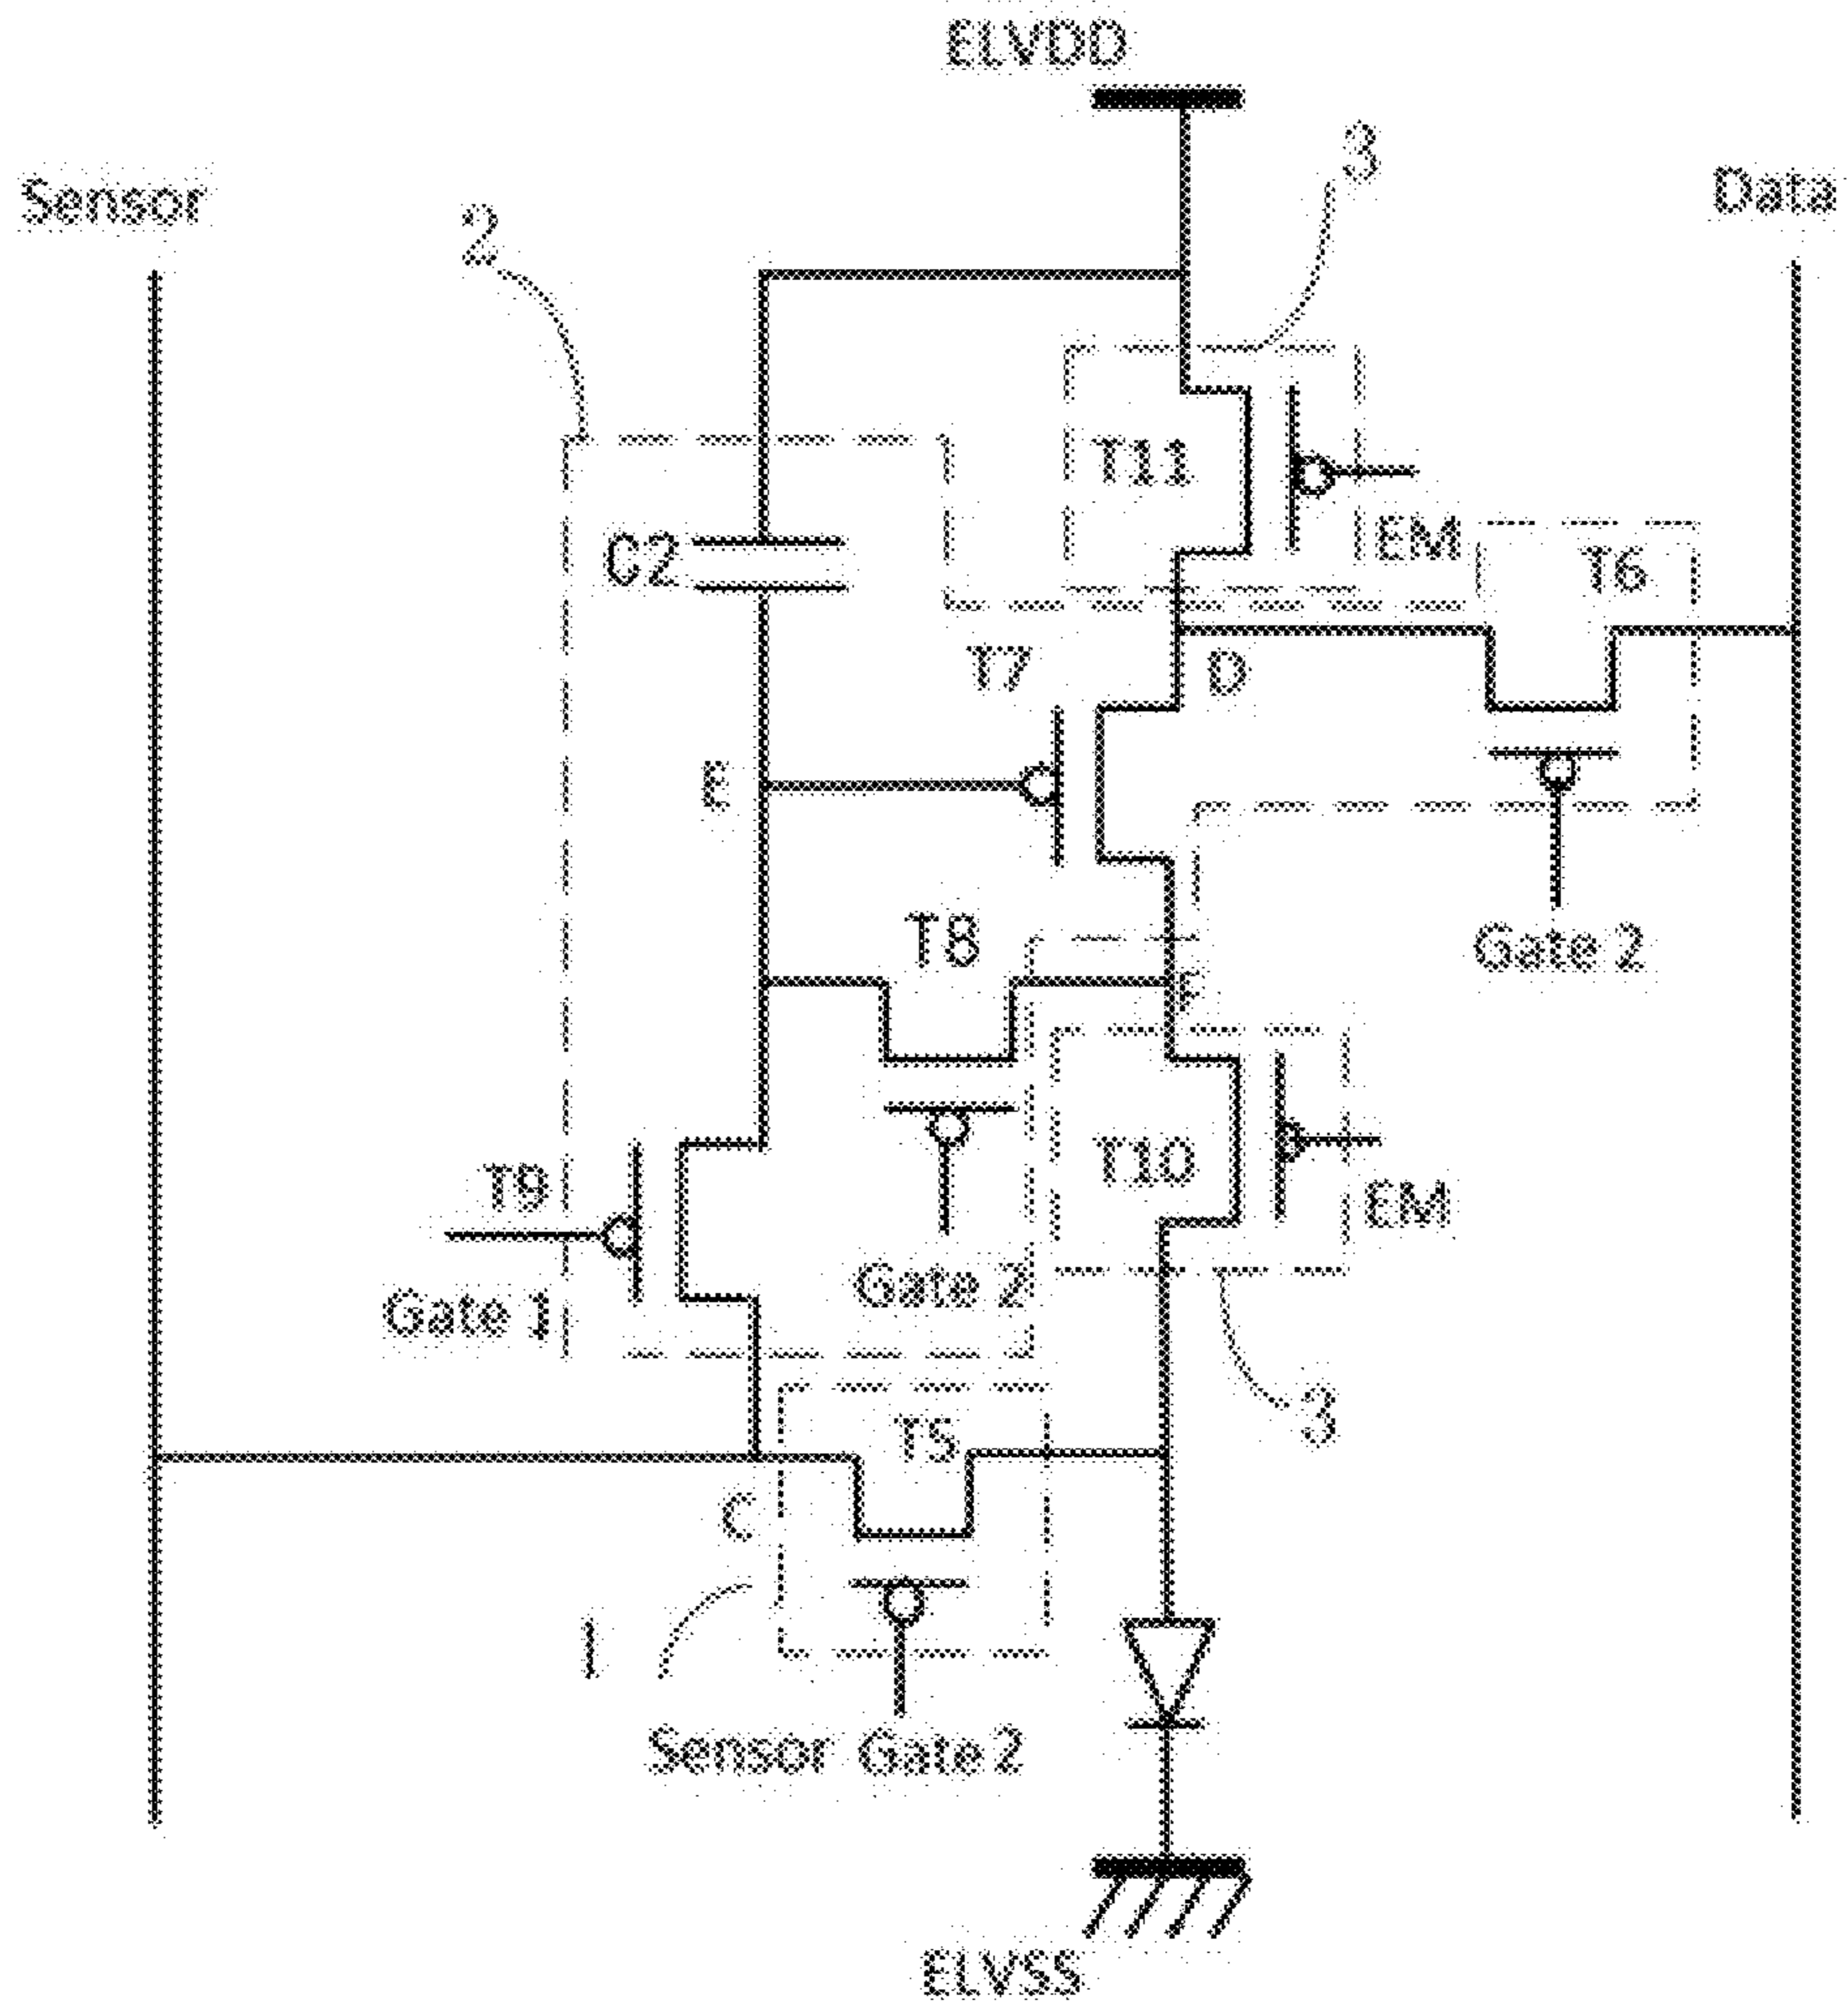 ELVDD
3
Sensor
Data
2
T11
C2
EM
T6
T7
D
E
T8
Gate 2
F
T10
T9
EM
Gate 2
Gate 1
3
T5
C
1
Sensor Gate 2
ELVSS